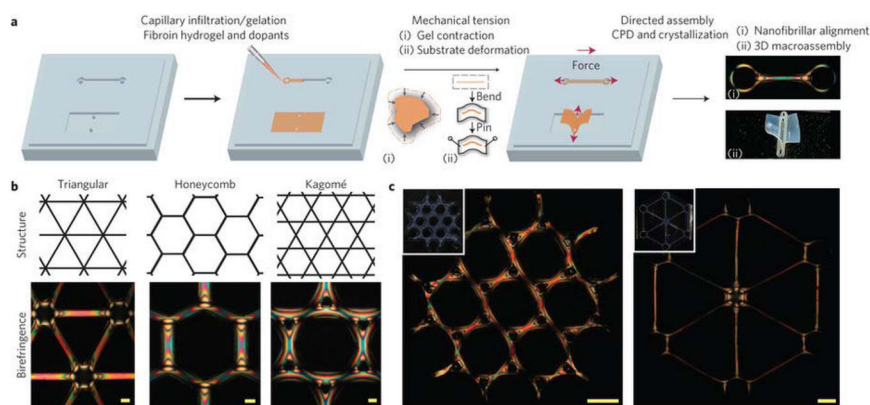 a
Capillary infiltration/gelation
Fibroin hydrogel and dopants
Mechanical tension
(i) Gel contraction
(ii) Substrate deformation
Directed assembly
CPD and crystallization
(i) Nanofibrillar alignment
(ii) 3D macroassembly
Force
Bend
Pin
(i)
(ii)
(i)
(ii)
b
Triangular
Honeycomb
Kagomé
Structure
Birefringence
c